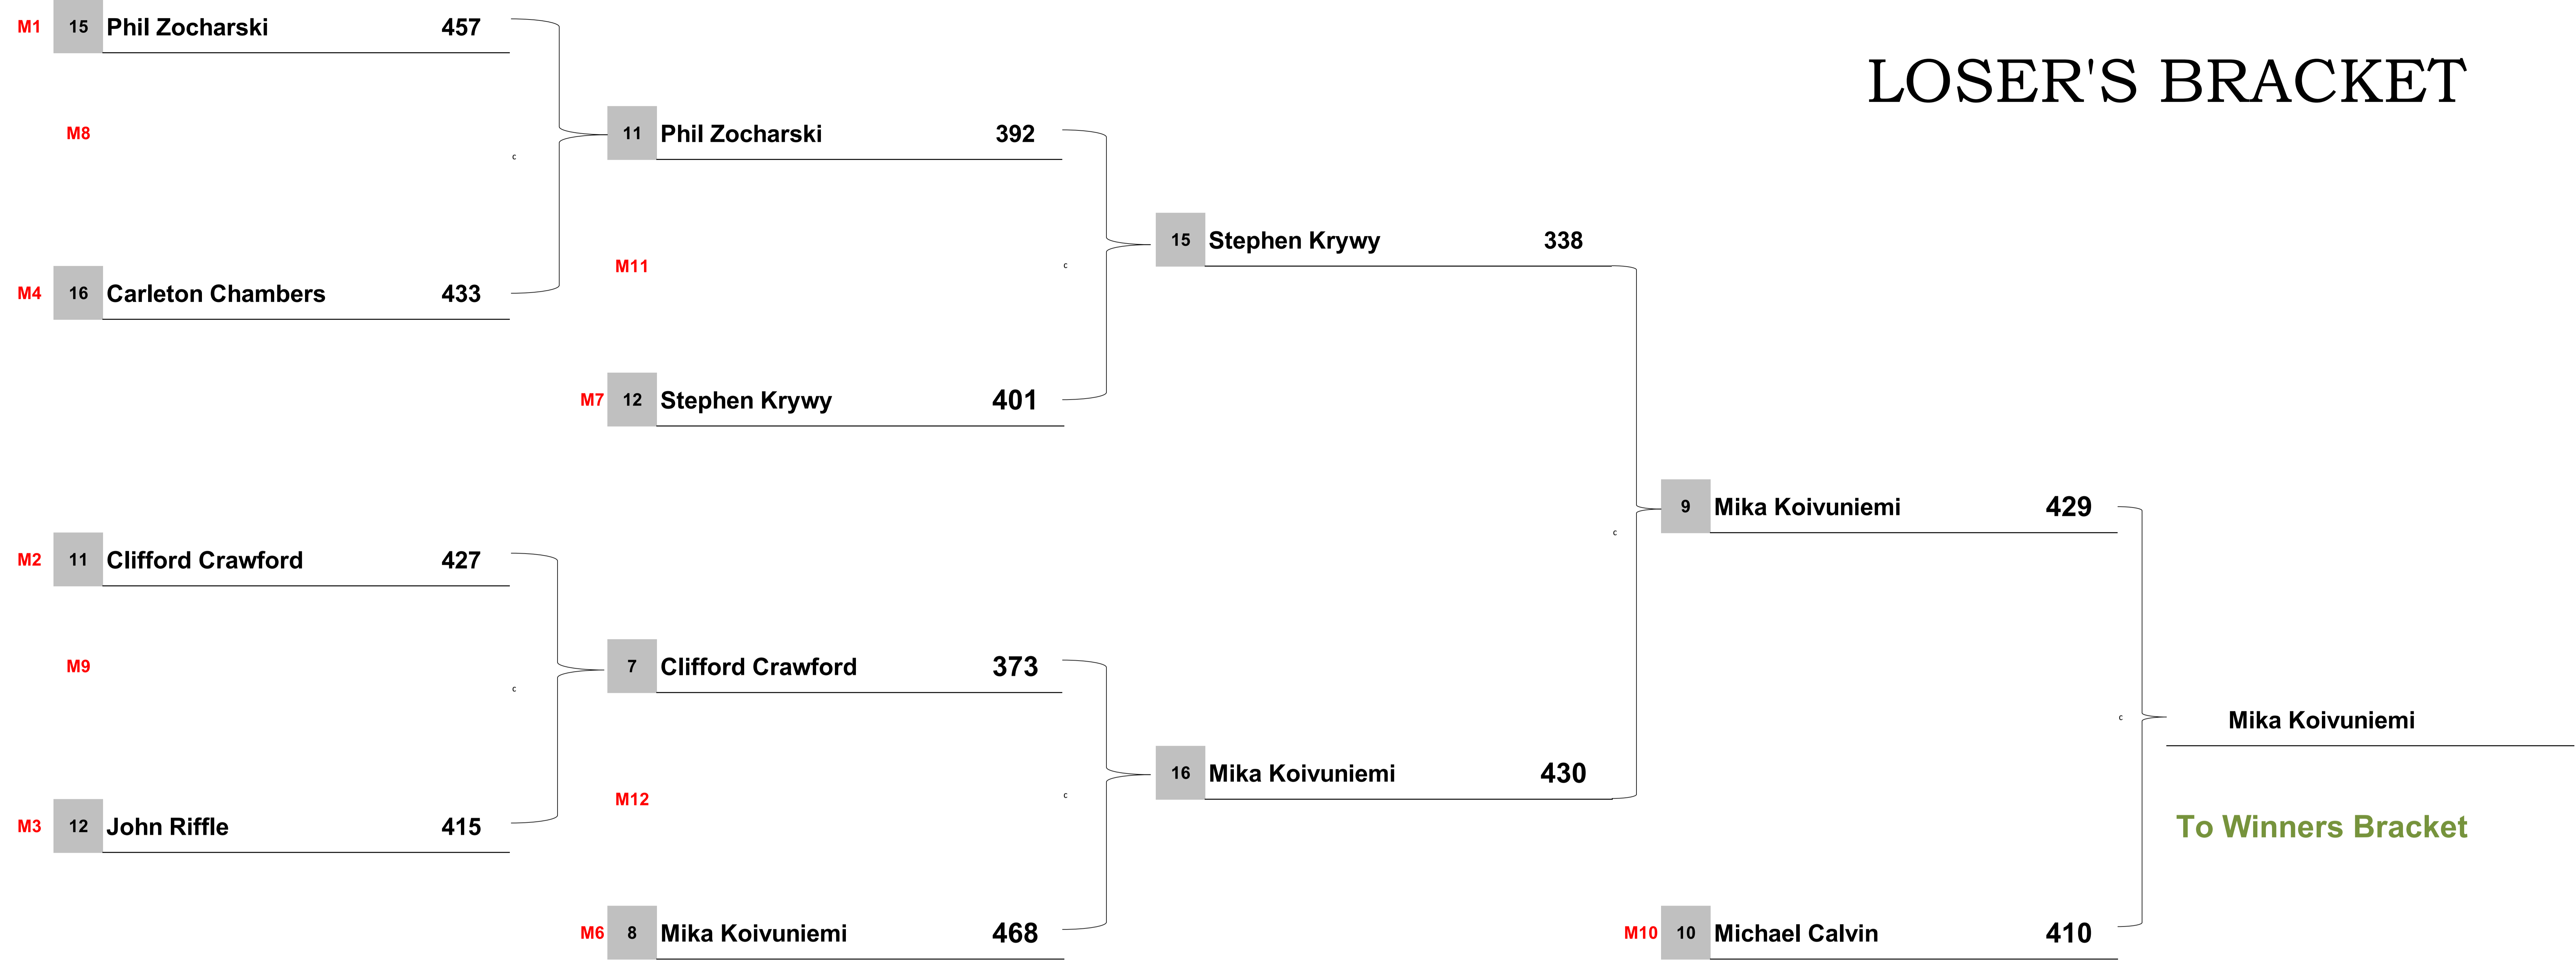 M1 15 Phil Zocharski 457
LOSER'S BRACKET
M8 11 Phil Zocharski 392
c
15 Stephen Krywy 338
M11 c
M4 16 Carleton Chambers 433
M7 12 Stephen Krywy 401
9 Mika Koivuniemi 429
c
M2 11 Clifford Crawford 427
M9 7 Clifford Crawford 373
c
c Mika Koivuniemi
16 Mika Koivuniemi 430
M12 c
M3 12 John Riffle 415
To Winners Bracket
M6 8 Mika Koivuniemi 468
M10 10 Michael Calvin 410